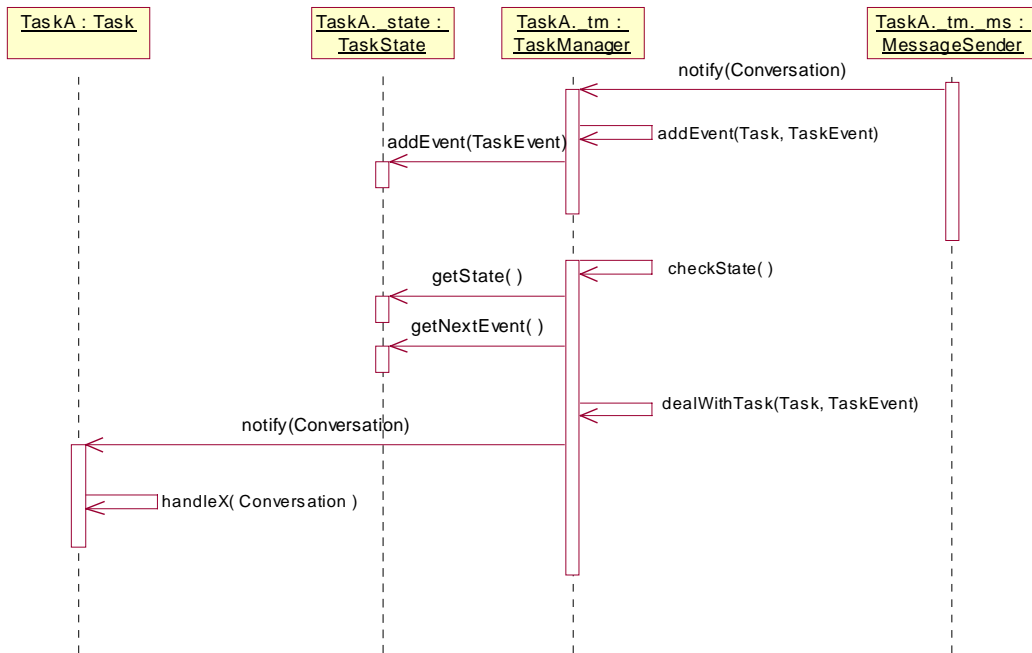 TaskA : Task
TaskA._state :
TaskState
TaskA._tm :
TaskManager
TaskA._tm._ms :
MessageSender
notify(Conversation)
addEvent(Task, TaskEvent)
addEvent(TaskEvent)
checkState( )
getState( )
getNextEvent( )
dealWithTask(Task, TaskEvent)
notify(Conversation)
handleX( Conversation )